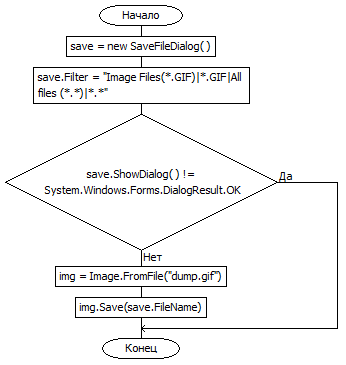 Начало
save = new SaveFileDialog( )
save.Filter = "Image Files(*.GIF)|*.GIF|All
files (*.*)|*.*"
save.ShowDialog( ) !=
System.Windows.Forms.DialogResult.OK
Да
Нет
img = Image.FromFile("dump.gif")
img.Save(save.FileName)
Конец